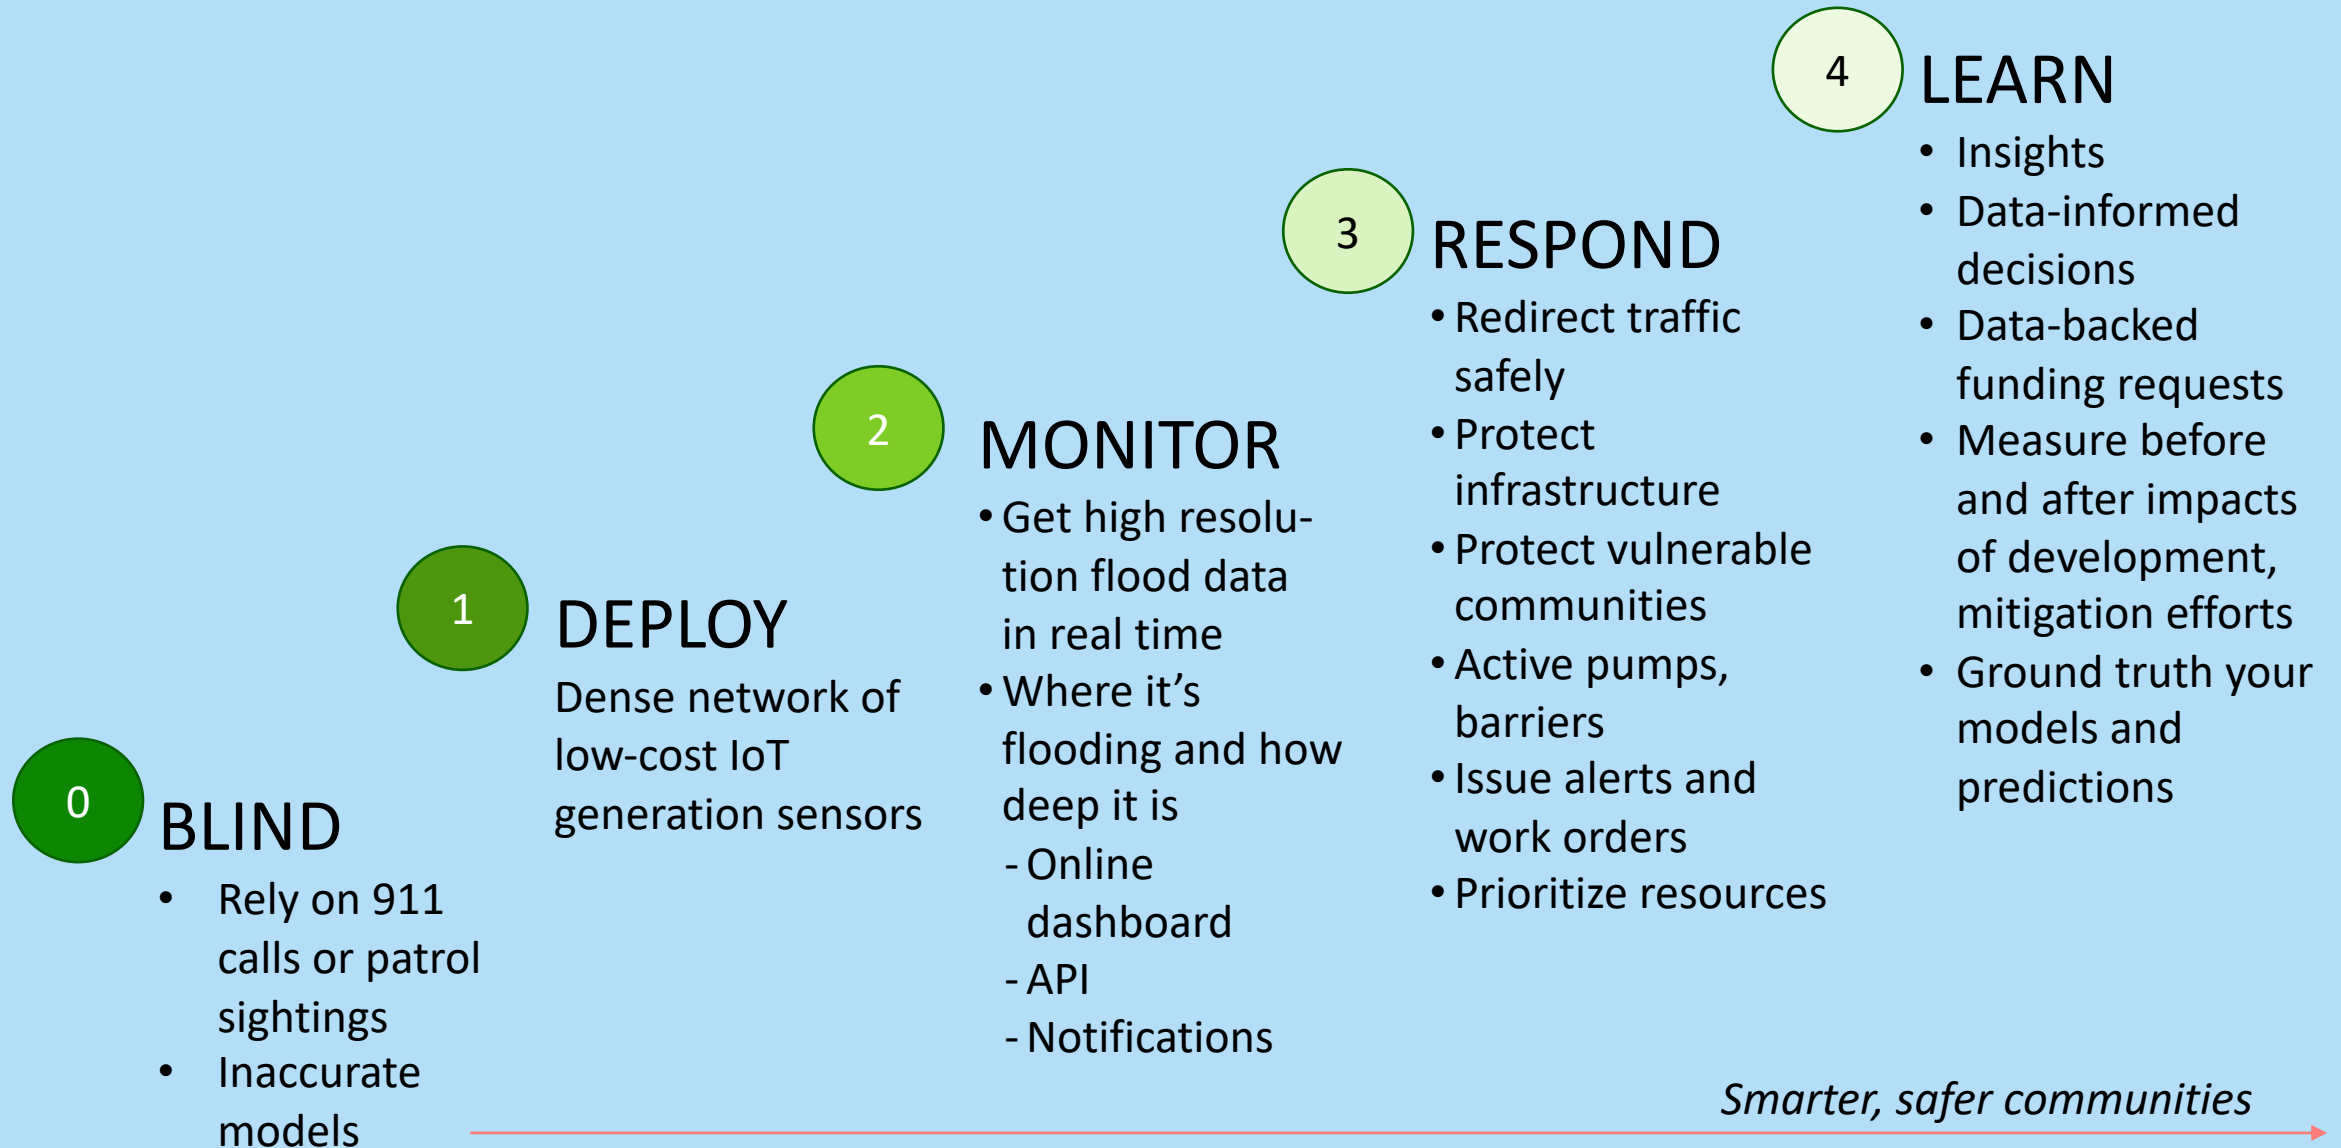 0
BLIND
• Rely on 911
calls or patrol
sightings
• Inaccurate
models
1
DEPLOY
Dense network of
low-cost IoT
generation sensors
2
MONITOR
• Get high resolu-
tion flood data
in real time
• Where it’s
flooding and how
deep it is
- Online
dashboard
- API
- Notifications
3
RESPOND
• Redirect traffic
safely
• Protect
infrastructure
• Protect vulnerable
communities
• Active pumps,
barriers
• Issue alerts and
work orders
• Prioritize resources
4
LEARN
• Insights
• Data-informed
decisions
• Data-backed
funding requests
• Measure before
and after impacts
of development,
mitigation efforts
• Ground truth your
models and
predictions
Smarter, safer communities